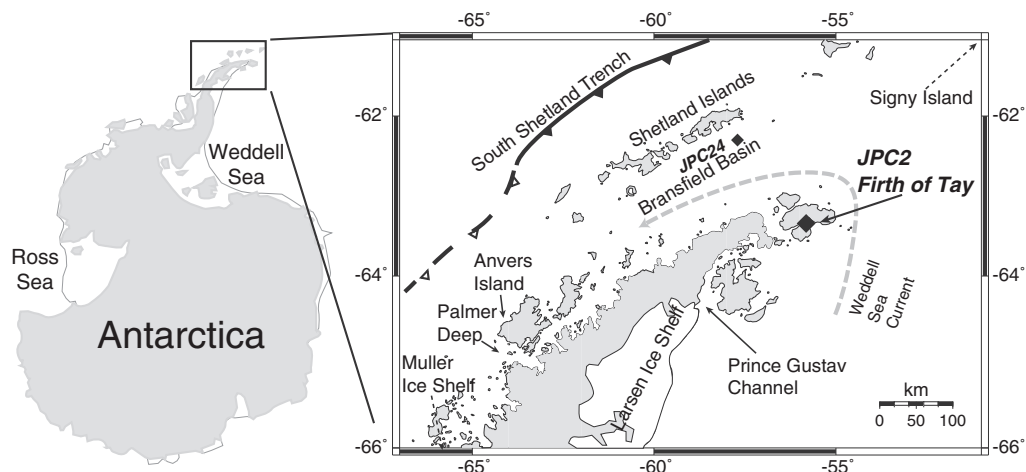 -65°
-60°
-55°
South Shetland Trench
Shetland Islands
Signy Island
-62°
-62°
Weddell
Sea
JPC24
Bransfield Basin
JPC2
Firth of Tay
Ross
Sea
Anvers
Island
-64°
-64°
Weddell
Sea
Current
Palmer
Deep
Antarctica
Muller
Ice Shelf
Larsen Ice Shelf
Prince Gustav
Channel
km
0 50 100
-66°
-66°
-65°
-60°
-55°